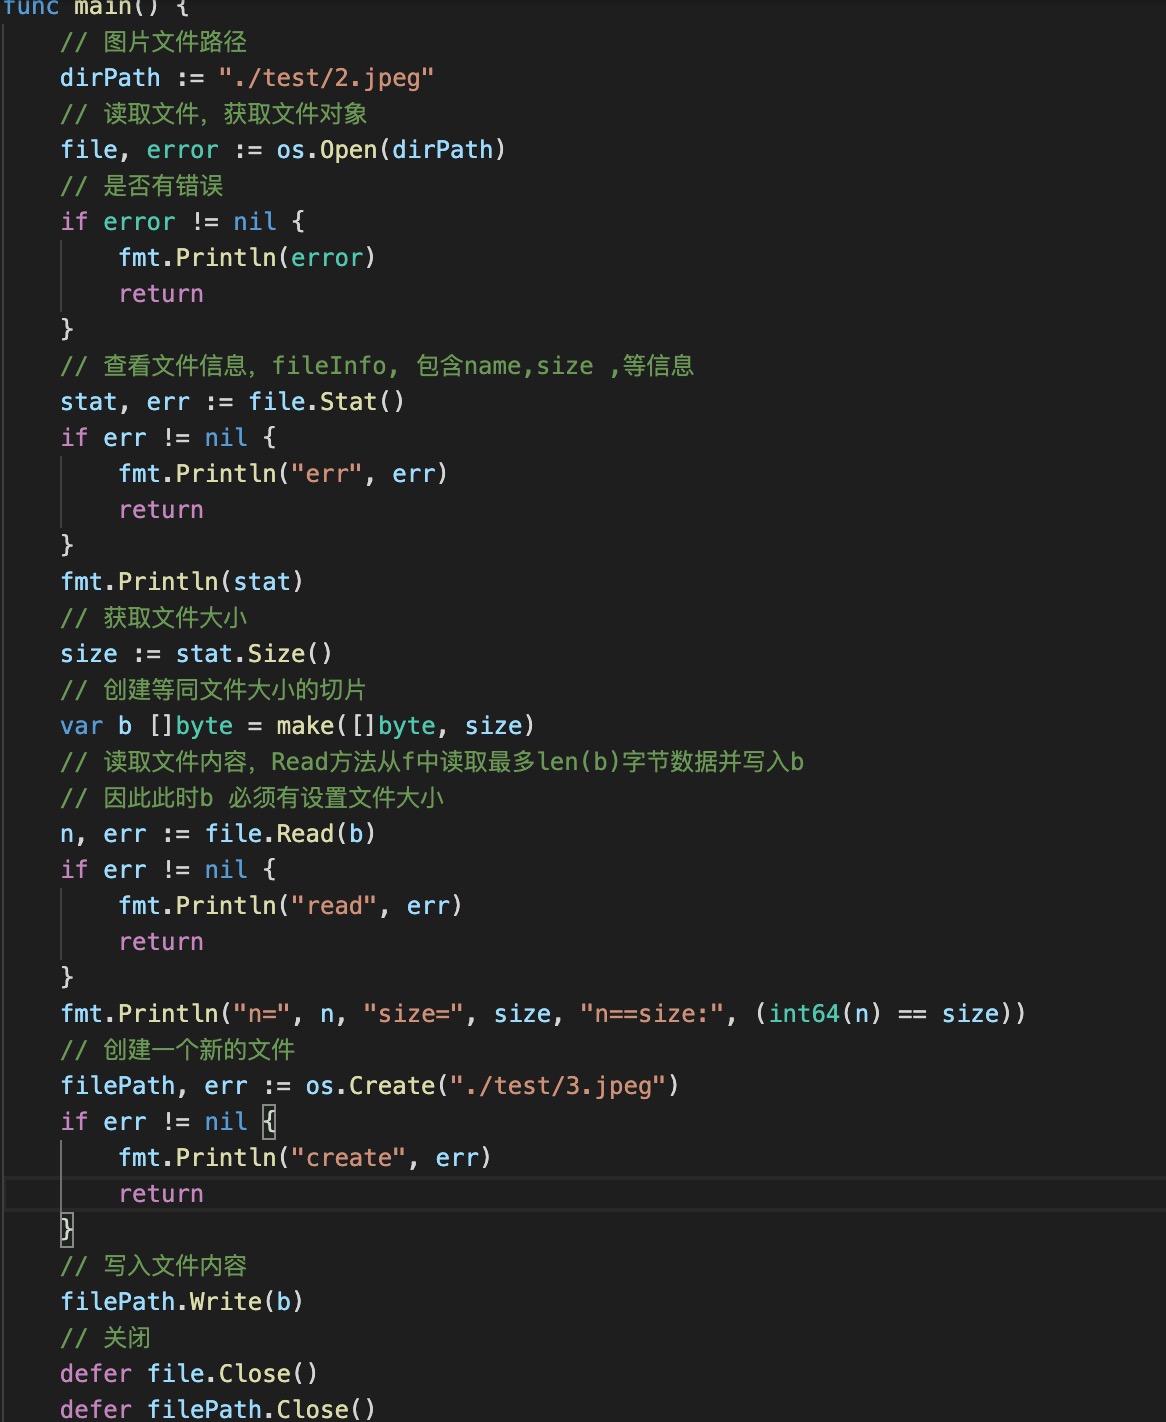 func main() {
    // 图片文件路径
    dirPath := "./test/2.jpeg"
    // 读取文件，获取文件对象
    file, error := os.Open(dirPath)
    // 是否有错误
    if error != nil {
        fmt.Println(error)
        return
    }
    // 查看文件信息，fileInfo, 包含name,size ,等信息
    stat, err := file.Stat()
    if err != nil {
        fmt.Println("err", err)
        return
    }
    fmt.Println(stat)
    // 获取文件大小
    size := stat.Size()
    // 创建等同文件大小的切片
    var b []byte = make([]byte, size)
    // 读取文件内容，Read方法从f中读取最多len(b)字节数据并写入b
    // 因此此时b 必须有设置文件大小
    n, err := file.Read(b)
    if err != nil {
        fmt.Println("read", err)
        return
    }
    fmt.Println("n=", n, "size=", size, "n==size:", (int64(n) == size))
    // 创建一个新的文件
    filePath, err := os.Create("./test/3.jpeg")
    if err != nil {
        fmt.Println("create", err)
        return
    }
    // 写入文件内容
    filePath.Write(b)
    // 关闭
    defer file.Close()
    defer filePath.Close()